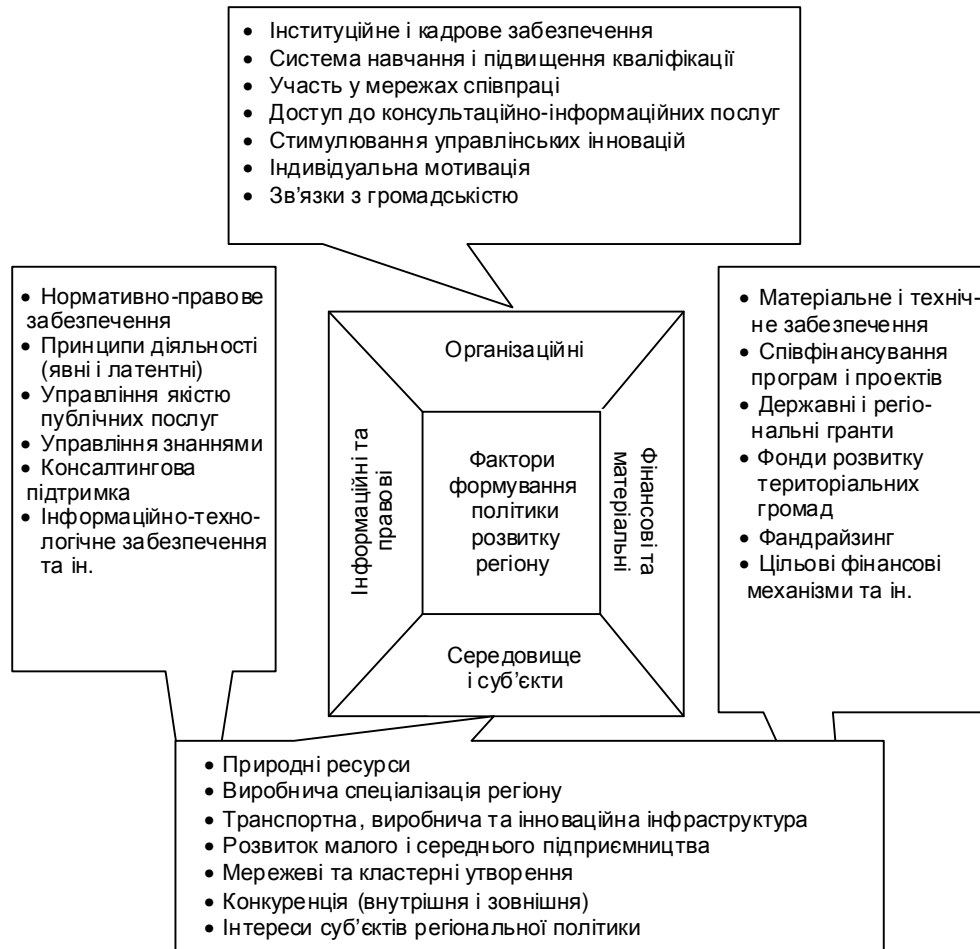 • Інституційне і кадрове забезпечення
• Система навчання і підвищення кваліфікації
• Участь у мережах співпраці
• Доступ до консультаційно-інформаційних послуг
• Стимулювання управлінських інновацій
• Індивідуальна мотивація
• Зв’язки з громадськістю
• Нормативно-правове
забезпечення
• Принципи діяльності
(явні і латентні)
• Управління якістю
публічних послуг
• Управління знаннями
• Консалтингова
підтримка
• Інформаційно-техно-
логічне забезпечення
та ін.
Організаційні
Інформаційні та
правові
Фактори
формування
політики
розвитку
регіону
Фінансові та
матеріальні
Середовище
і суб’єкти
• Матеріальне і техніч-
не забезпечення
• Співфінансування
програм і проектів
• Державні і регіо-
нальні гранти
• Фонди розвитку
територіальних
громад
• Фандрайзинг
• Цільові фінансові
механізми та ін.
• Природні ресурси
• Виробнича спеціалізація регіону
• Транспортна, виробнича та інноваційна інфраструктура
• Розвиток малого і середнього підприємництва
• Мережеві та кластерні утворення
• Конкуренція (внутрішня і зовнішня)
• Інтереси суб’єктів регіональної політики